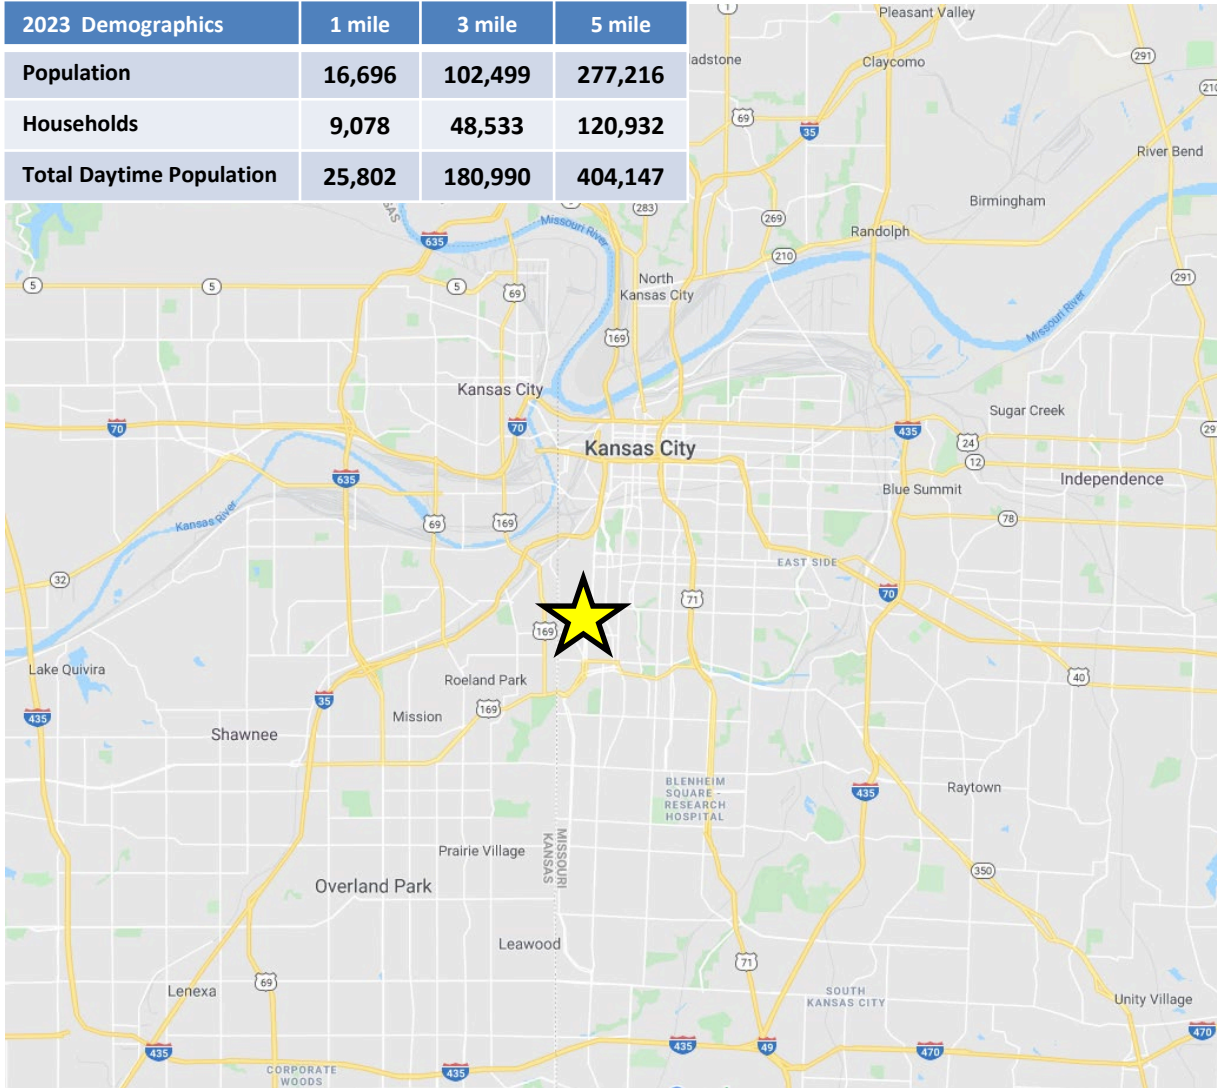 2023 Demographics 1 mile 3 mile 5 mile
Population 16,696 102,499 277,216
Households 9,078 48,533 120,932
Total Daytime Population 25,802 180,990 404,147
1
Pleasant Valley
Claycomo
291
210
69
35
River Bend
Birmingham
283
269
Randolph
635
Missouri River
210
5
5
5
69
North
Kansas City
291
Missouri River
169
Kansas City
70
70
Kansas City
435
Sugar Creek
24
12
Independence
635
Blue Summit
Kansas River
69
169
78
EAST SIDE
32
71
70
169
Lake Quivira
Roeland Park
40
435
35
169
Mission
Shawnee
BLENHEIM
SQUARE -
RESEARCH
HOSPITAL
435
Raytown
MISSOURI
KANSAS
Prairie Village
350
Overland Park
Leawood
71
69
Lenexa
SOUTH
KANSAS CITY
Unity Village
435
435
435
49
470
470
CORPORATE
WOODS